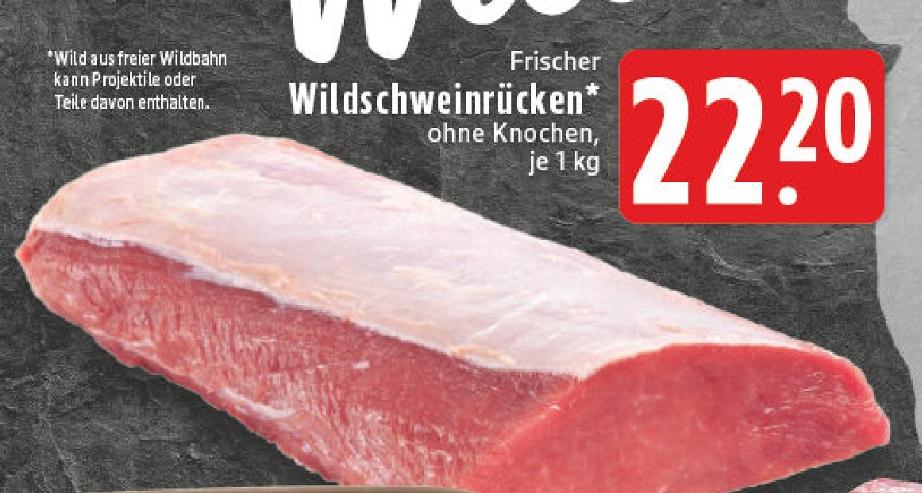 *Wild aus freier Wildbahn
kann Projektile oder
Teile davon enthalten.
Frischer
Wildschweinrücken*
ohne Knochen,
je 1 kg
22.20